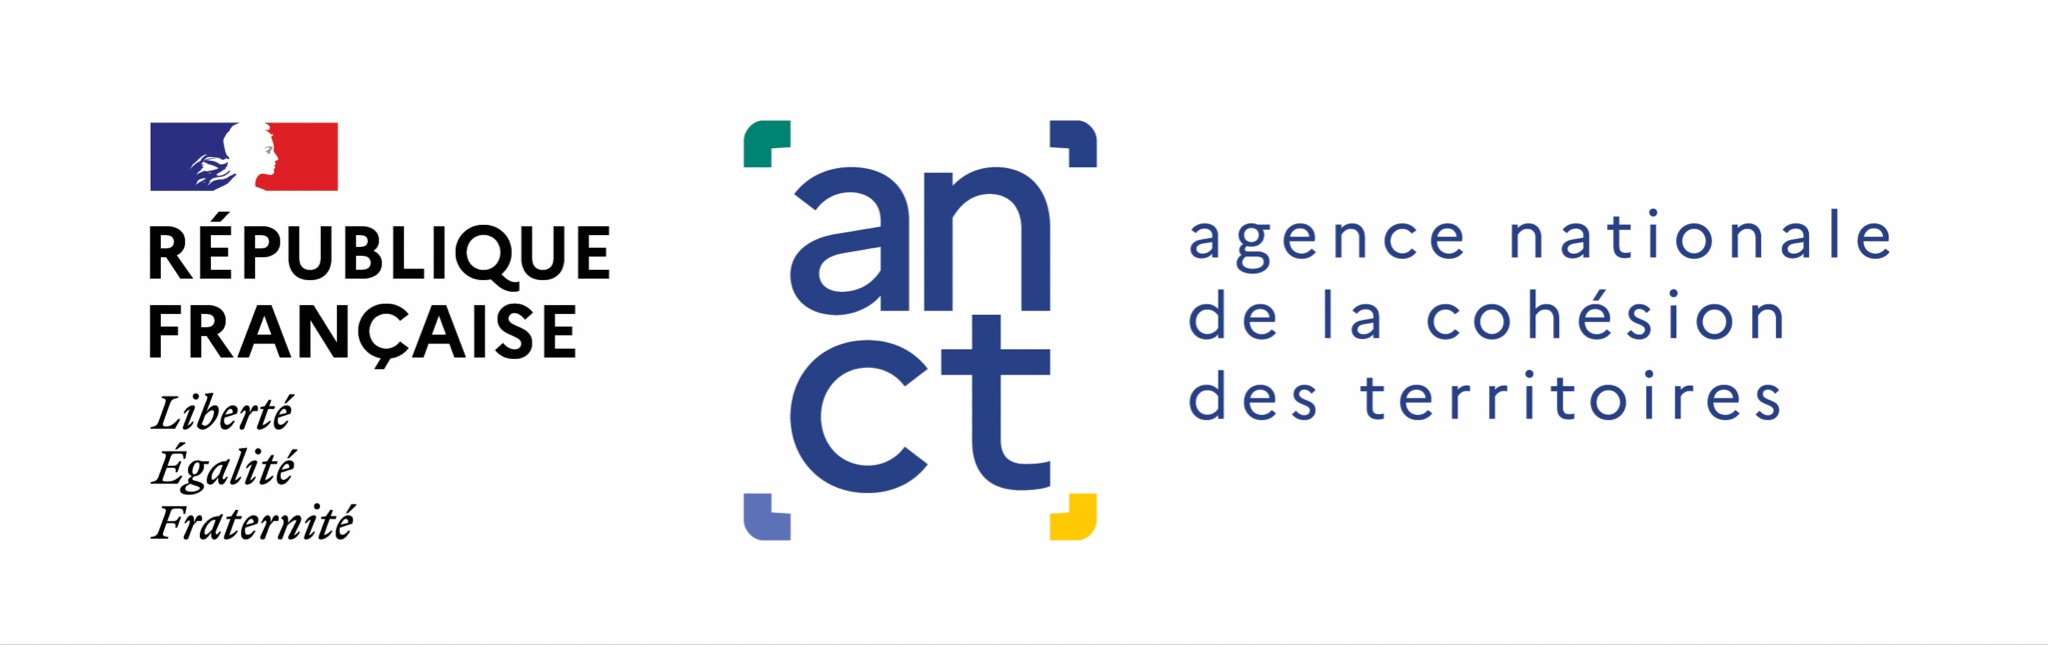 RÉPUBLIQUE
FRANÇAISE
Liberté
Égalité
Fraternité
an
ct
agence nationale
de la cohésion
des territoires